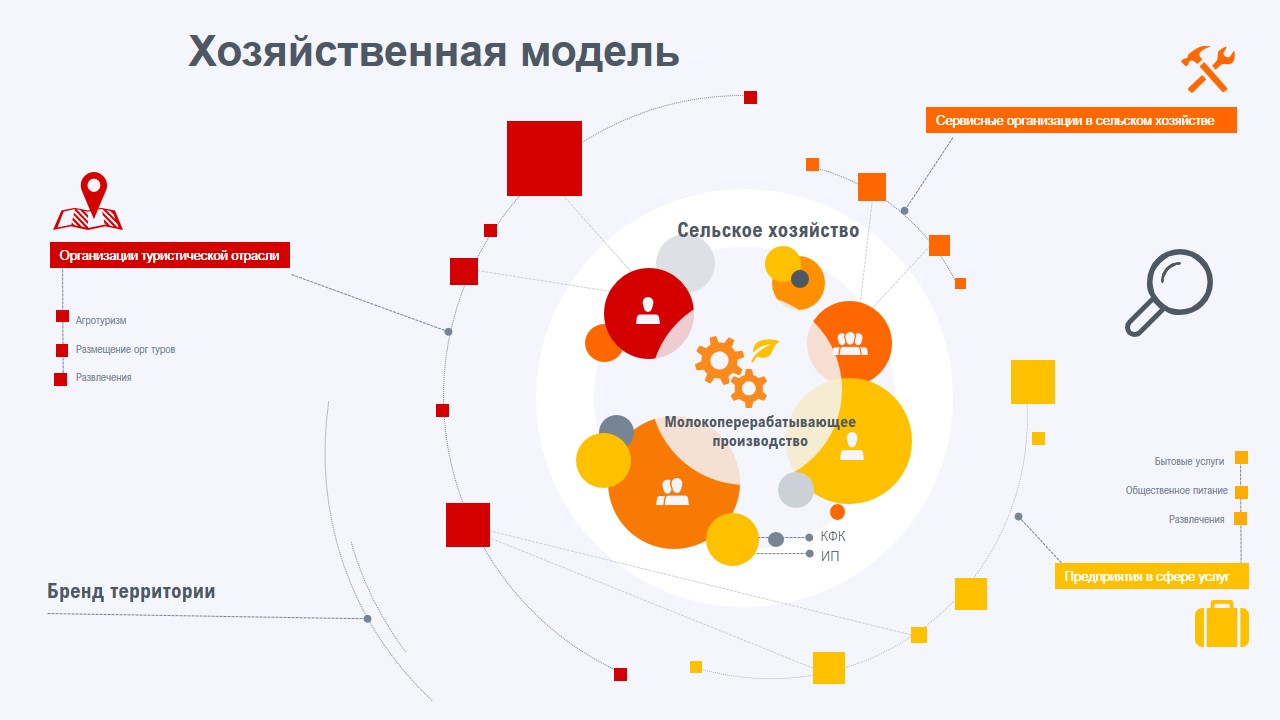 Хозяйственная модель
Сервисные организации в сельском хозяйстве
Сельское хозяйство
Организации туристической отрасли
Агротуризм
Размещение орг туров
Развлечения
Молокоперерабатывающее
производство
Бытовые услуги
Общественное питание
Развлечения
КФК
ИП
Предприятия в сфере услуг
Бренд территории